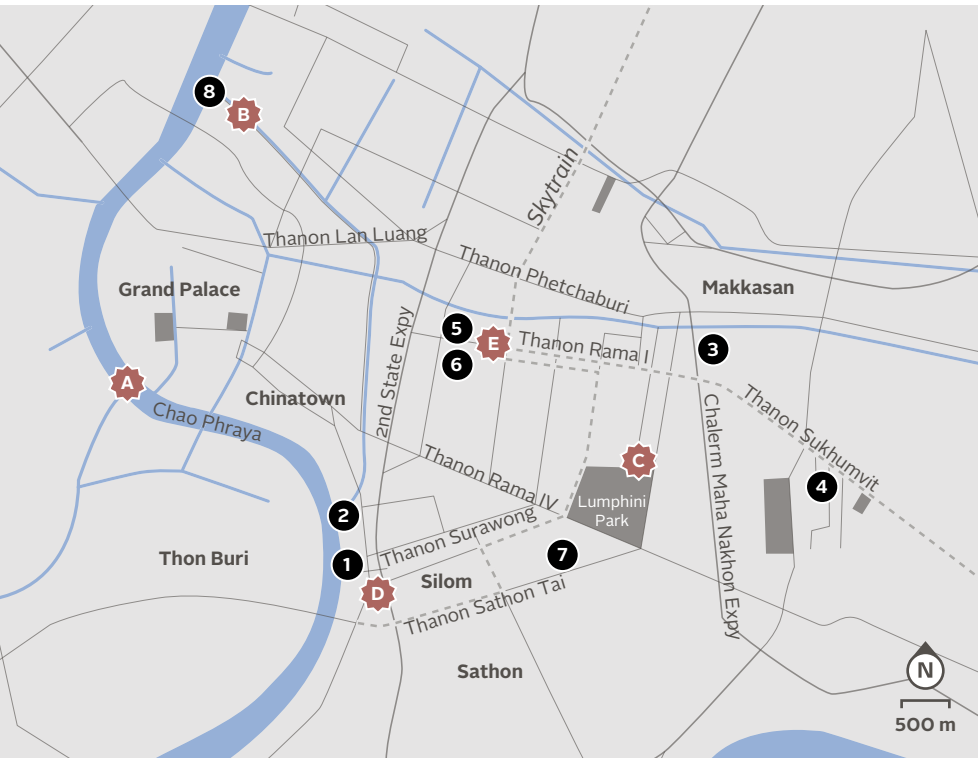 8
B
Skytrain
Thanon Lan Luang
Thanon Phetchaburi
Grand Palace
Makkasan
5
E
Thanon Rama I
3
6
A
2nd State Expy
Chinatown
Chao Phraya
Chalerm Maha Nakhon Expy
Thanon Sukhumvit
C
Thanon Rama IV
4
Lumphini
Park
2
Thanon Surawong
7
1
Thon Buri
Silom
D
Thanon Sathon Tai
Sathon
N
500 m